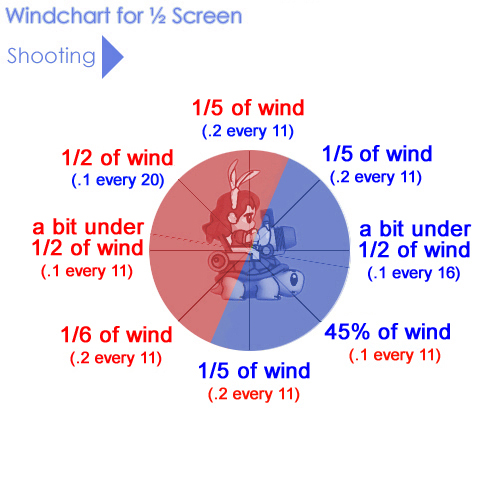 Windchart for ½ Screen
Shooting
1/5 of wind
(.2 every 11)
1/5 of wind
(.2 every 11)
1/2 of wind
(.1 every 20)
a bit under
1/2 of wind
(.1 every 11)
a bit under
1/2 of wind
(.1 every 16)
1/6 of wind
(.2 every 11)
45% of wind
(.1 every 11)
1/5 of wind
(.2 every 11)